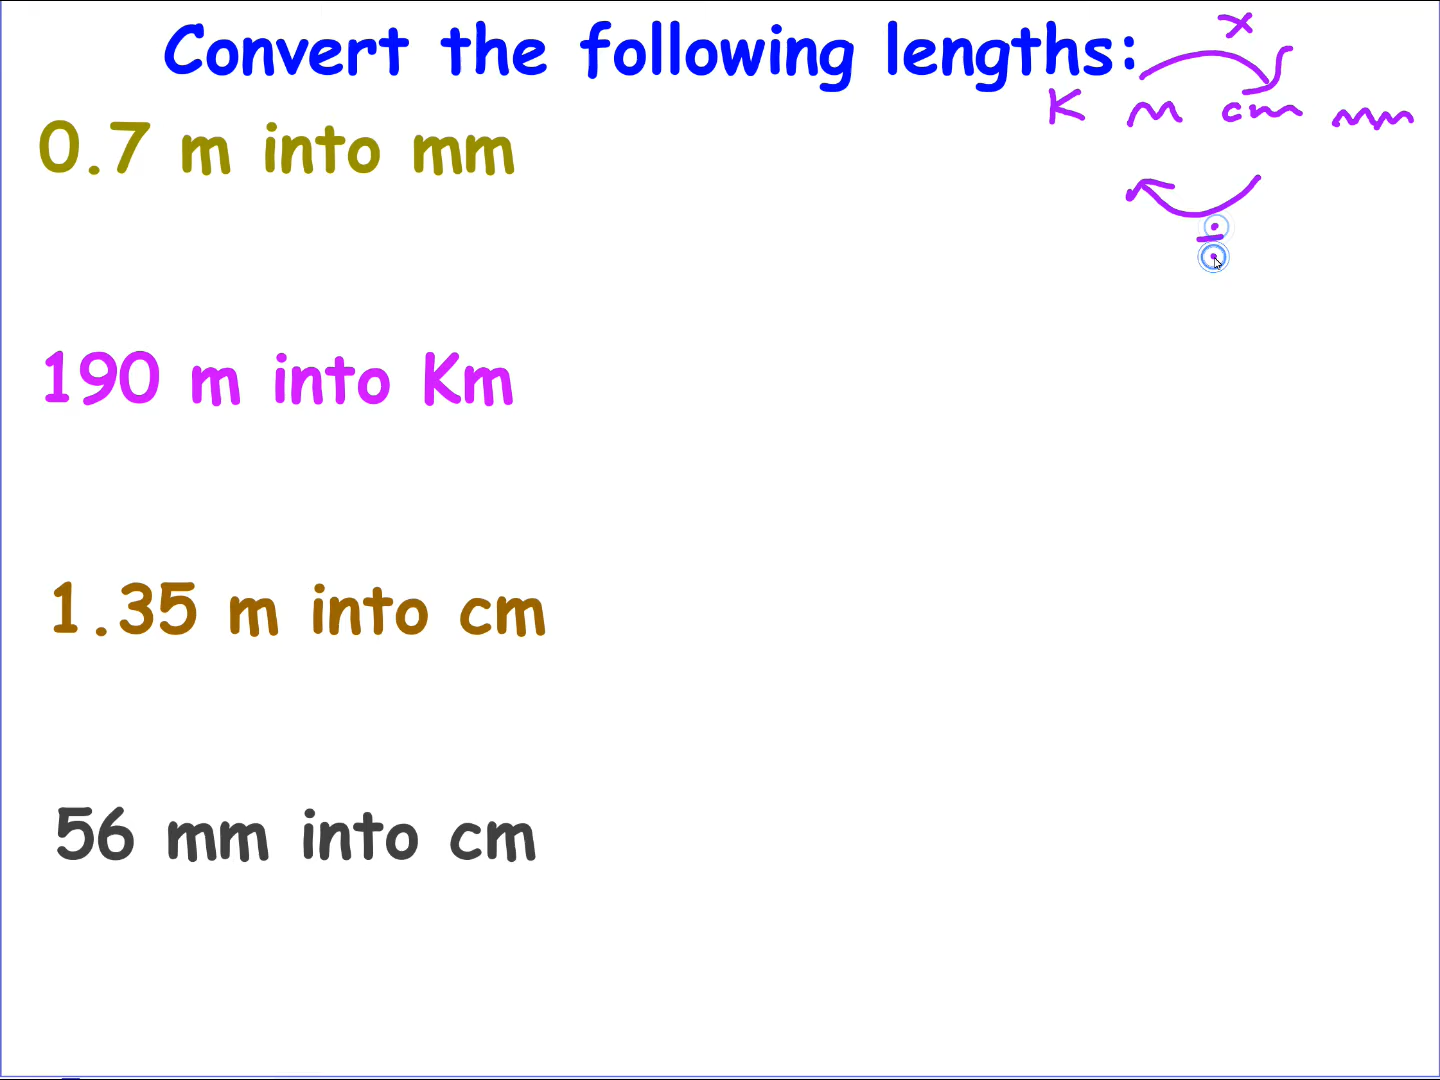 Convert the following lengths:
x
K m cm mm
0.7 m into mm
÷
190 m into Km
1.35 m into cm
56 mm into cm